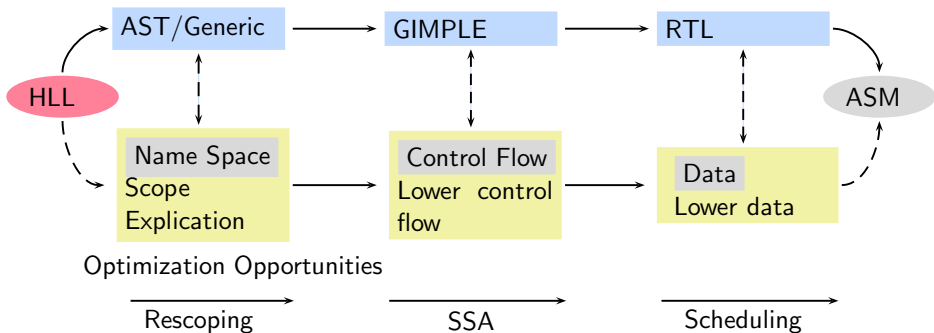 AST/Generic
GIMPLE
RTL
HLL
ASM
Name Space
Scope
Explication
Control Flow
Lower control
flow
Data
Lower data
Optimization Opportunities
Rescoping
SSA
Scheduling